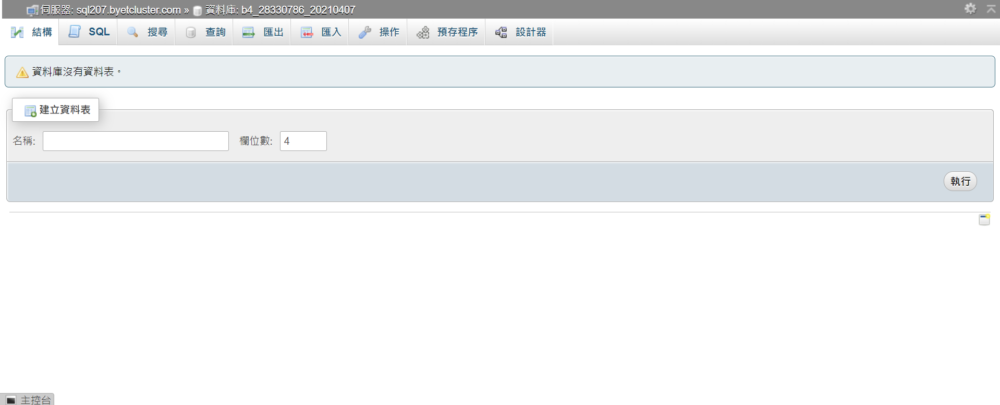 伺服器: sql207.byetcluster.com » 資料庫: b4_28330786_20210407
結構 SQL 搜尋 查詢 匯出 匯入 操作 預存程序 設計器
資料庫沒有資料表。
建立資料表
名稱: 欄位數: 4
執行
主控台